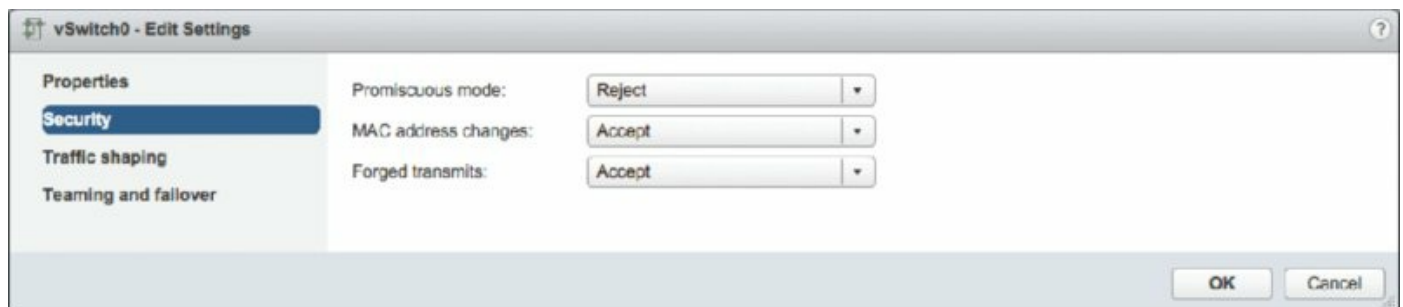 vSwitch0 - Edit Settings
?
Properties
Security
Traffic shaping
Teaming and failover
Promiscuous mode: Reject
MAC address changes: Accept
Forged transmits: Accept
OK Cancel